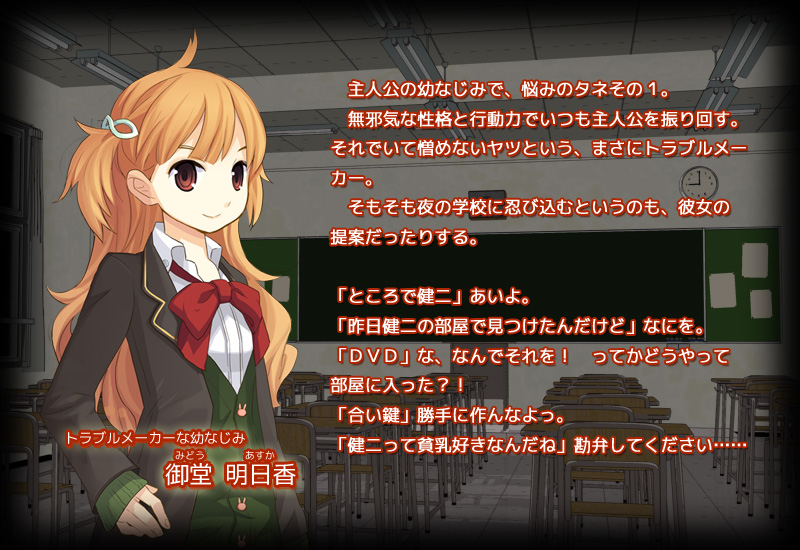 主人公の幼なじみで、悩みのタネその１。
無邪気な性格と行動力でいつも主人公を振り回す。
それでいて憎めないヤツという、まさにトラブルメー
カー。
そもそも夜の学校に忍び込むというのも、彼女の
提案だったりする。
「ところで健二」あいよ。
「昨日健二の部屋で見つけたんだけど」なにを。
「ＤＶＤ」な、なんでそれを！　ってかどうやって
部屋に入った？！
「合い鍵」勝手に作んなよっ。
「健二って貧乳好きなんだね」勘弁してください……
トラブルメーカーな幼なじみ
みどう　あすか
御堂 明日香